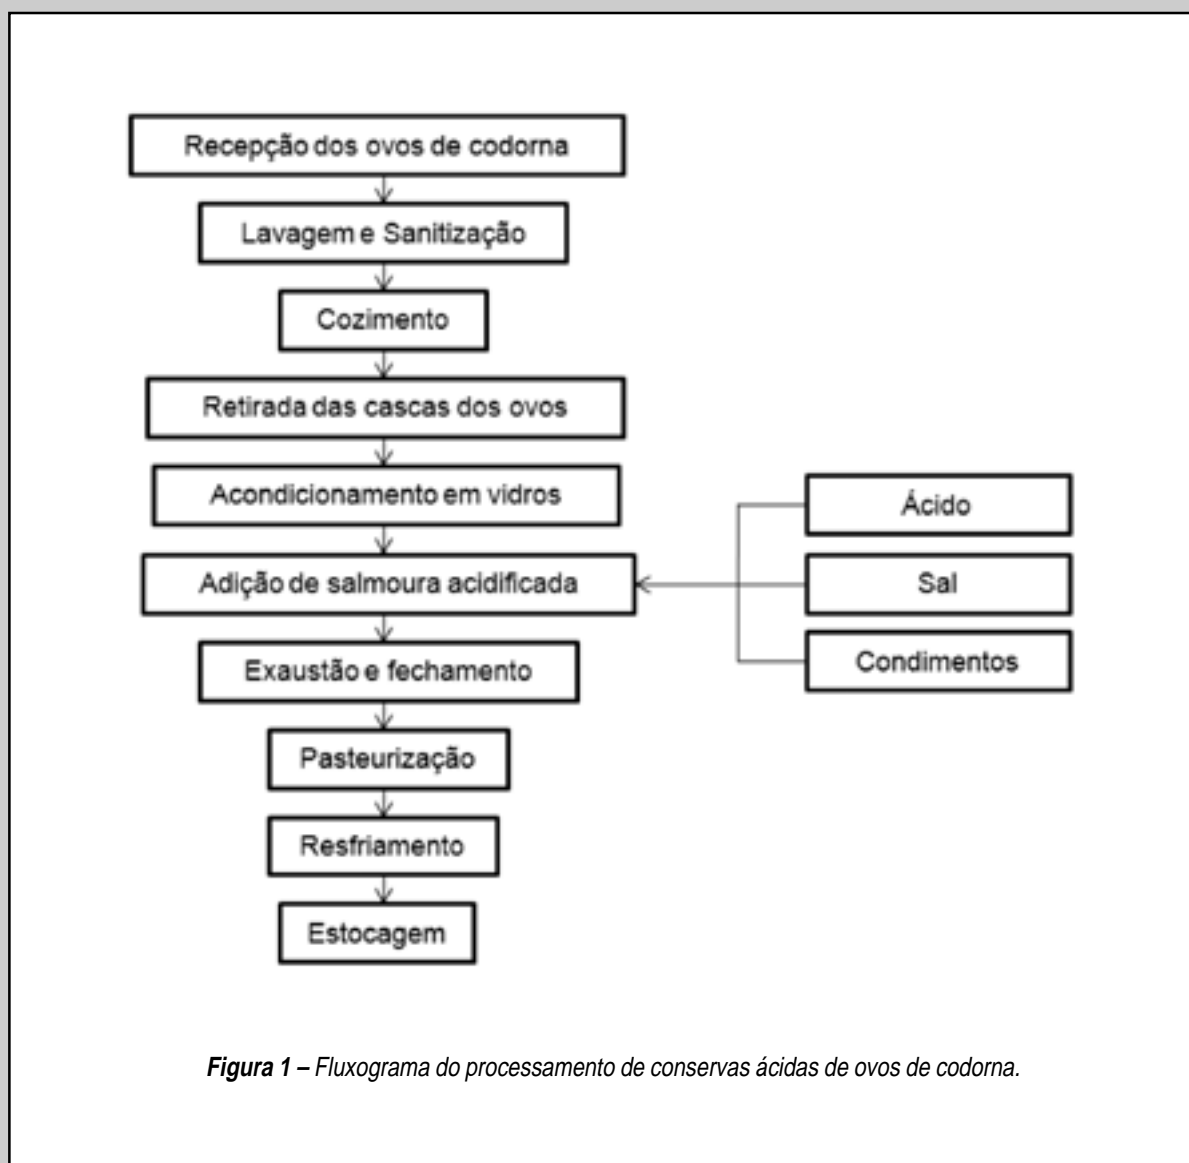 Recepção dos ovos de codorna
Lavagem e Sanitização
Cozimento
Retirada das cascas dos ovos
Acondicionamento em vidros
Adição de salmoura acidificada
Ácido
Sal
Condimentos
Exaustão e fechamento
Pasteurização
Resfriamento
Estocagem
Figura 1 – Fluxograma do processamento de conservas ácidas de ovos de codorna.